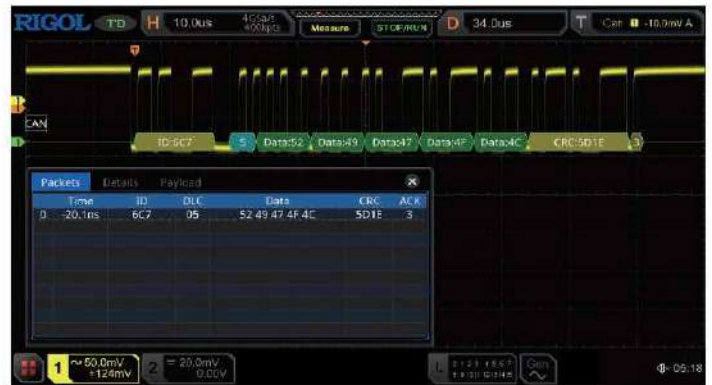 RIGOL T'D H 10.0us 4GSa/s 400kpts Measure STOP/RUN D 34.0us T Can -10.0mV A
T
CAN
ID:6C7 5 Data:52 Data:49 Data:47 Data:4F Data:4C CRC:5D1E 3
Packets Details Payload
Time ID DLC Data CRC ACK
0 -20.1ns 6C7 05 52 49 47 4F 4C 5D1E 3
1 50.0mV 2 20.0mV L Gen
+124mV 0.00V 05:18